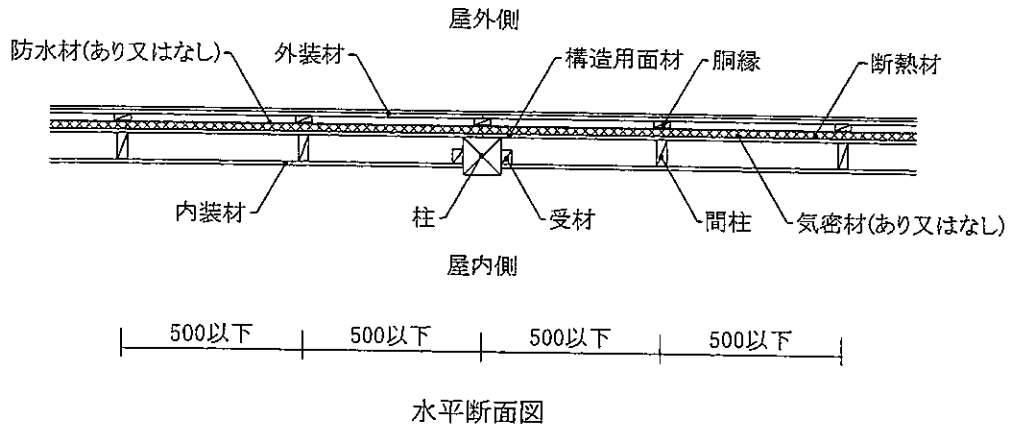 屋外側
防水材(あり又はなし)
外装材
構造用面材
胴縁
断熱材
内装材
柱
受材
間柱
気密材(あり又はなし)
屋内側
500以下
500以下
500以下
500以下
水平断面図